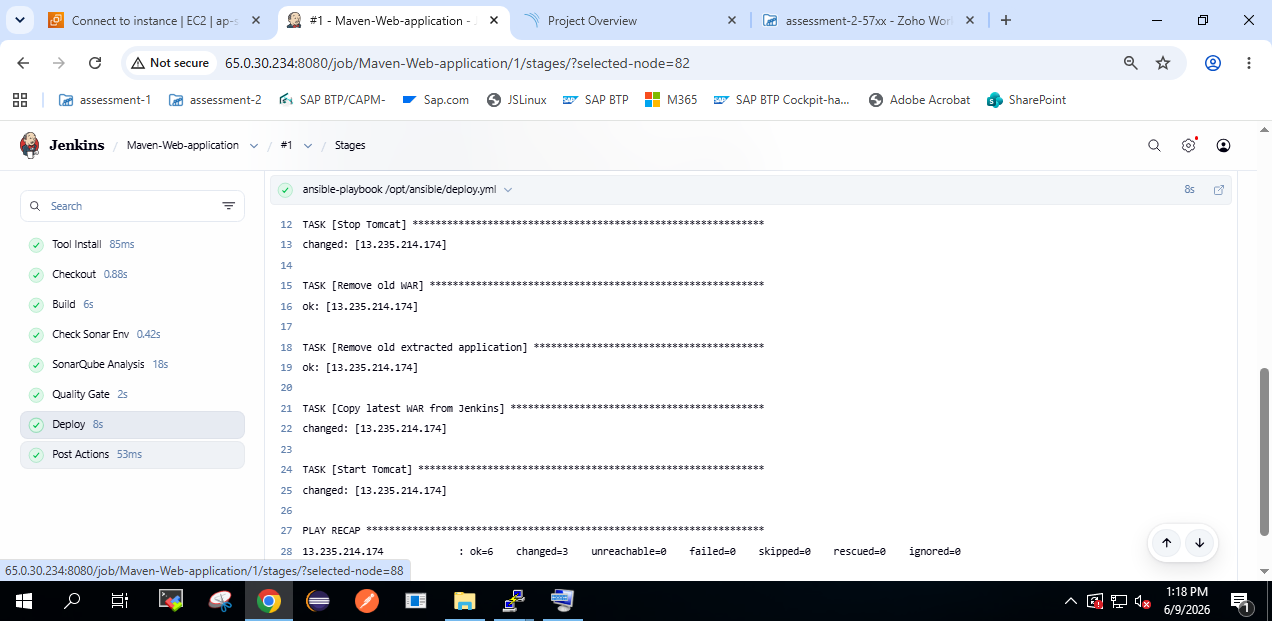 Connect to instance | EC2 | ap-s
#1 - Maven-Web-application - J
Project Overview
assessment-2-57xx - Zoho Wor
Not secure
65.0.30.234:8080/job/Maven-Web-application/1/stages/?selected-node=82
assessment-1
assessment-2
SAP BTP/CAPM-
Sap.com
JSLinux
SAP BTP
M365
SAP BTP Cockpit-ha...
Adobe Acrobat
SharePoint
Jenkins / Maven-Web-application / #1 / Stages
Search
Tool Install 85ms
Checkout 0.88s
Build 6s
Check Sonar Env 0.42s
SonarQube Analysis 18s
Quality Gate 2s
Deploy 8s
Post Actions 53ms
ansible-playbook /opt/ansible/deploy.yml 8s
12 TASK [Stop Tomcat] *************************************************************
13 changed: [13.235.214.174]
14
15 TASK [Remove old WAR] **********************************************************
16 ok: [13.235.214.174]
17
18 TASK [Remove old extracted application] ****************************************
19 ok: [13.235.214.174]
20
21 TASK [Copy latest WAR from Jenkins] ********************************************
22 changed: [13.235.214.174]
23
24 TASK [Start Tomcat] ************************************************************
25 changed: [13.235.214.174]
26
27 PLAY RECAP *********************************************************************
28 13.235.214.174 : ok=6 changed=3 unreachable=0 failed=0 skipped=0 rescued=0 ignored=0
65.0.30.234:8080/job/Maven-Web-application/1/stages/?selected-node=88
1:18 PM
6/9/2026
1